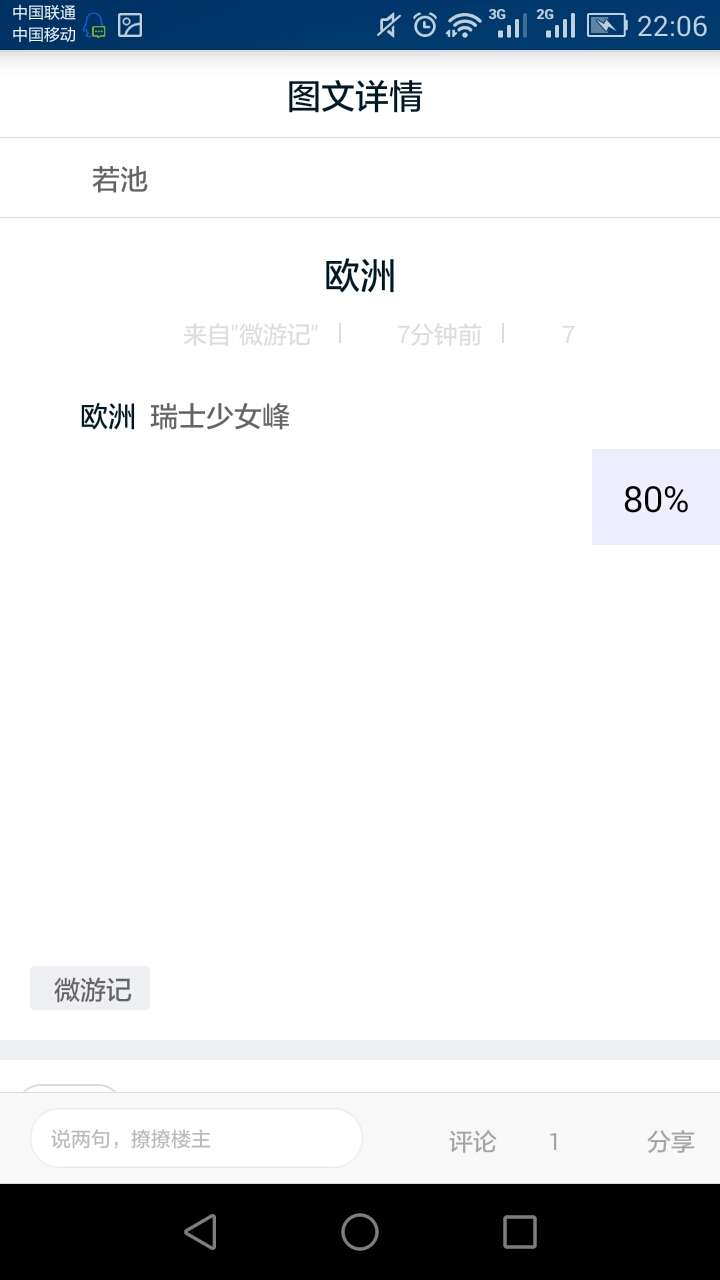 中国联通
中国移动
3G
2G
22:06
图文详情
若池
欧洲
来自"微游记" | 7分钟前 | 7
欧洲 瑞士少女峰
80%
微游记
说两句，撩撩楼主
评论 1 分享